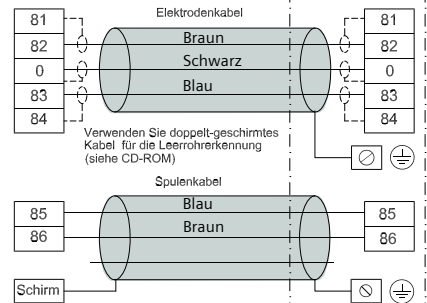 Elektrodenkabel
81
82
0
83
84
Braun
Schwarz
Blau
81
82
0
83
84
Verwenden Sie doppelt-geschirmtes
Kabel für die Leerrohrerkennung
(siehe CD-ROM)
Spulenkabel
85
86
Blau
Braun
85
86
Schirm